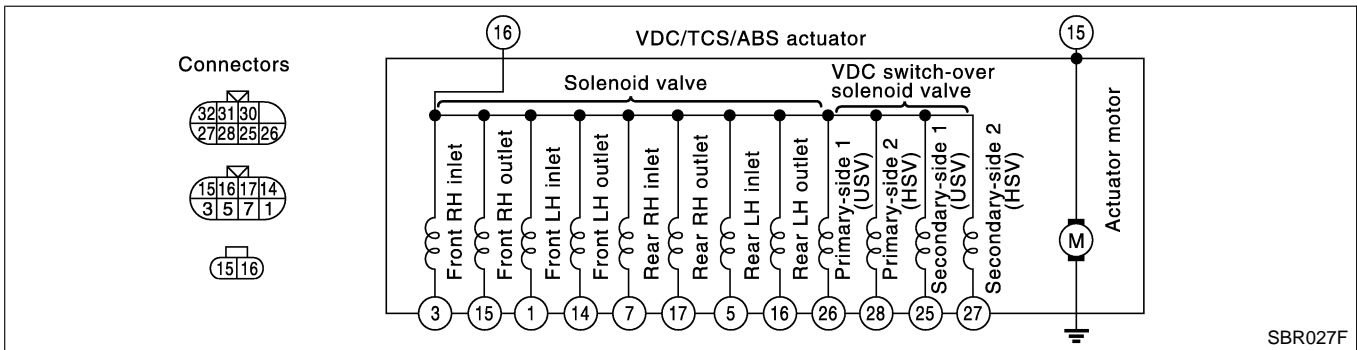 16
VDC/TCS/ABS actuator
15
Connectors
Solenoid valve
VDC switch-over
solenoid valve
32 31 30
27 28 25 26
15 16 17 14
3 5 7 1
15 16
Front RH inlet
Front RH outlet
Front LH inlet
Front LH outlet
Rear RH inlet
Rear RH outlet
Rear LH inlet
Rear LH outlet
Primary-side 1
(USV)
Primary-side 2
(HSV)
Secondary-side 1
(USV)
Secondary-side 2
(HSV)
Actuator motor
M
3 15 1 14 7 17 5 16 26 28 25 27
SBR027F